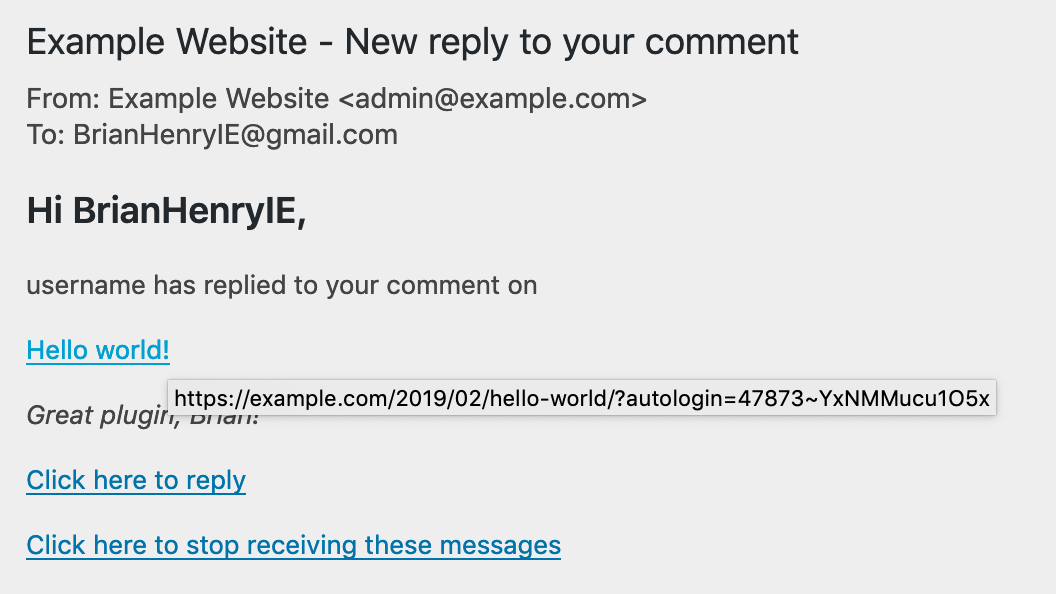 Example Website - New reply to your comment
From: Example Website <admin@example.com>
To: BrianHenryIE@gmail.com
Hi BrianHenryIE,
username has replied to your comment on
Hello world!
https://example.com/2019/02/hello-world/?autologin=47873~YxNMMucu1O5x
Great plugin, Brian!
Click here to reply
Click here to stop receiving these messages